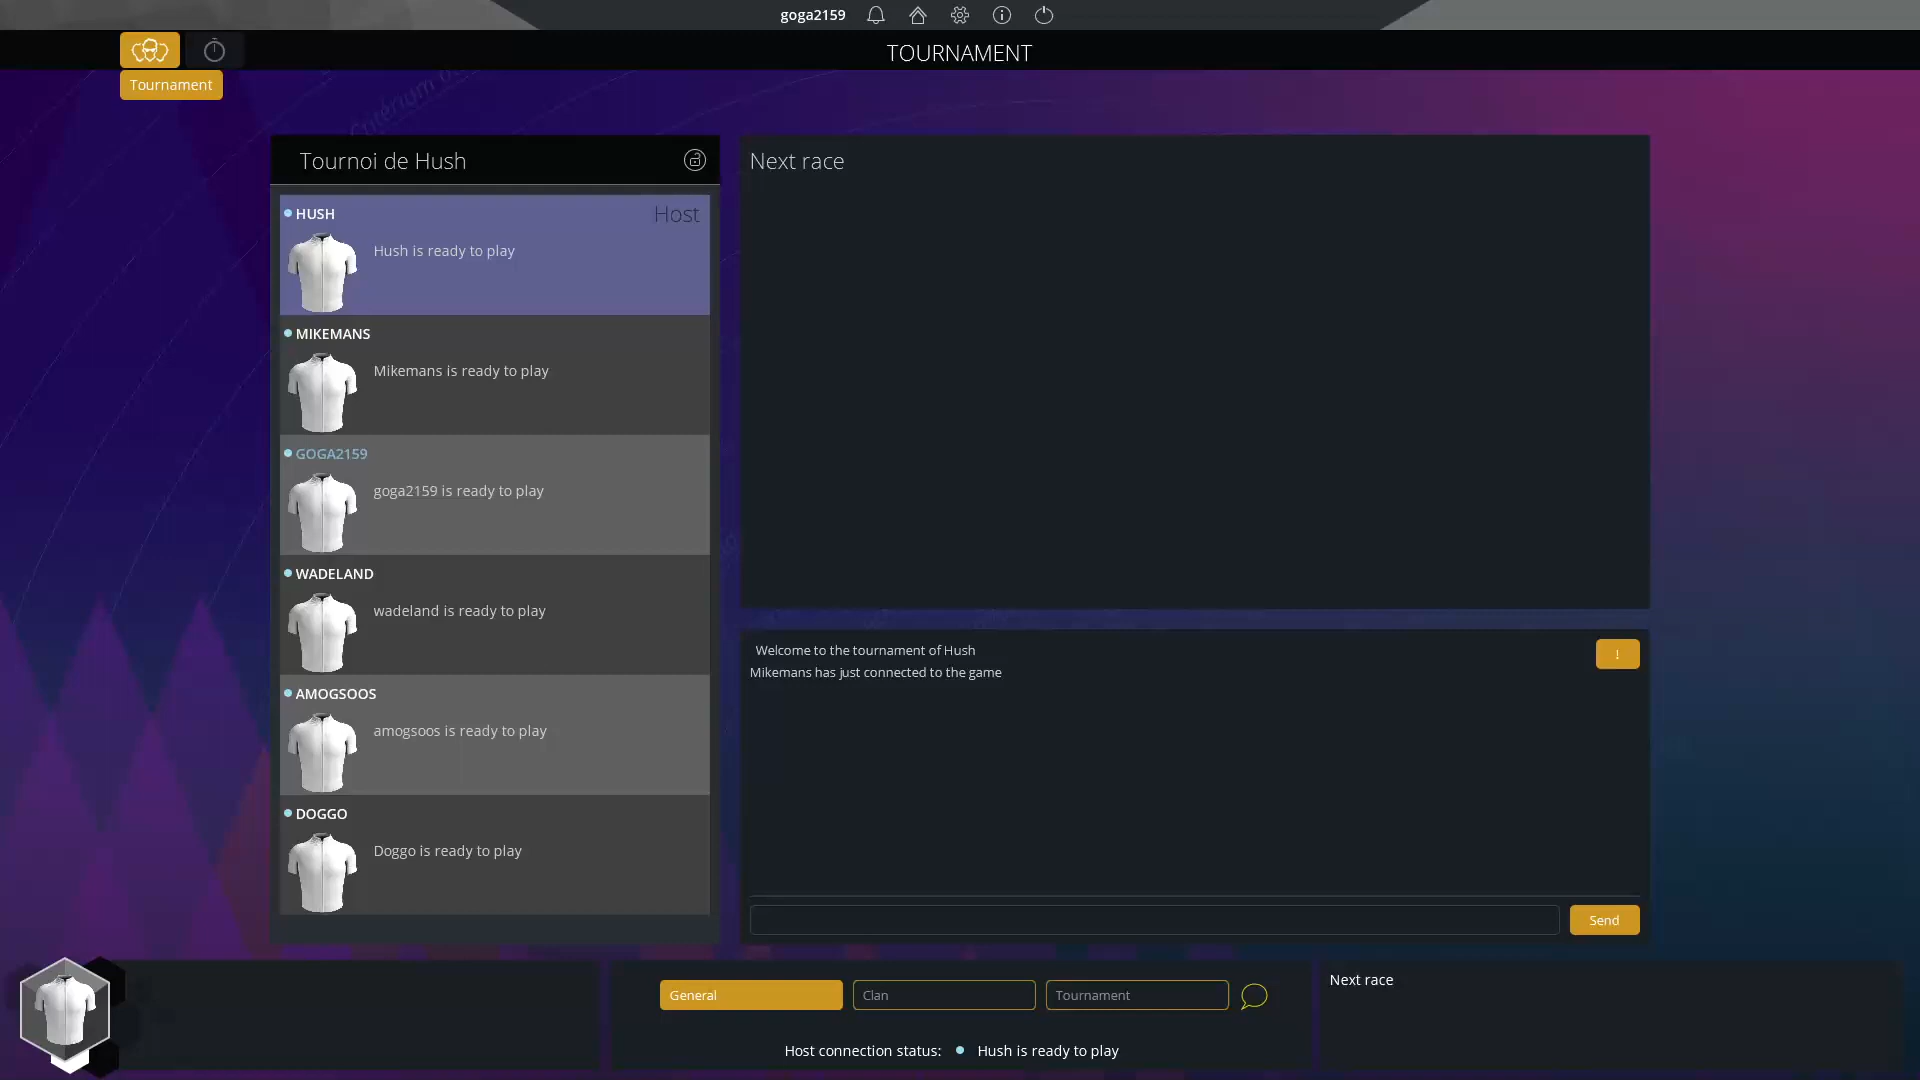 goga2159
TOURNAMENT
Tournament
Tournoi de Hush
Next race
HUSH
Host
Hush is ready to play
MIKEMANS
Mikemans is ready to play
GOGA2159
goga2159 is ready to play
WADELAND
wadeland is ready to play
AMOGSOOS
amogsoos is ready to play
DOGGO
Doggo is ready to play
Welcome to the tournament of Hush
!
Mikemans has just connected to the game
Send
General
Clan
Tournament
Next race
Host connection status:
Hush is ready to play